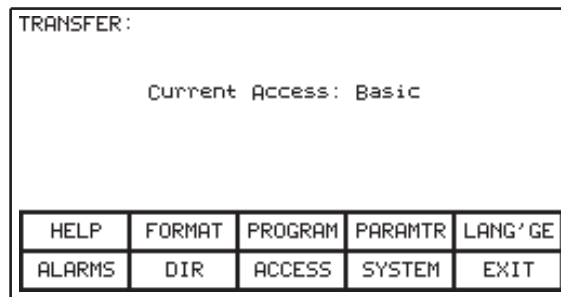 TRANSFER:
Current Access: Basic
HELP FORMAT PROGRAM PARAMTR LANG'GE
ALARMS DIR ACCESS SYSTEM EXIT